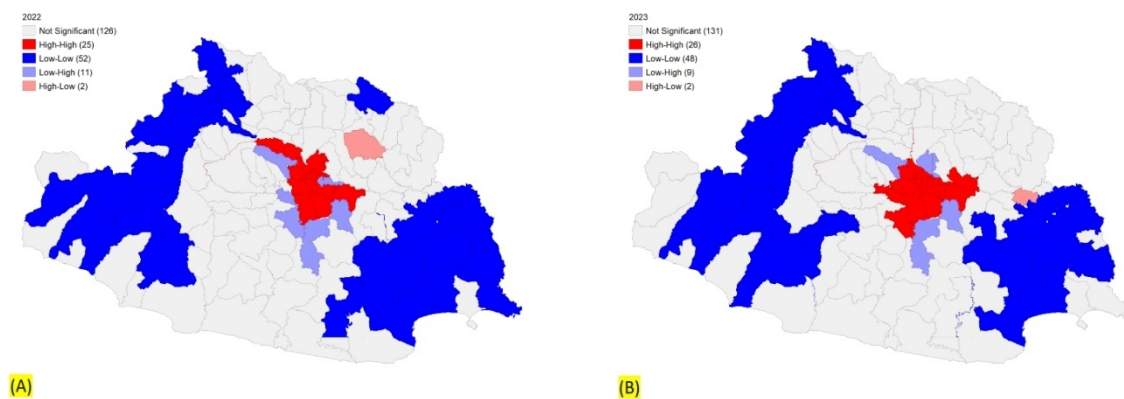 2022
Not Significant (126)
High-High (25)
Low-Low (52)
Low-High (11)
High-Low (2)
(A)
2023
Not Significant (131)
High-High (26)
Low-Low (48)
Low-High (9)
High-Low (2)
(B)